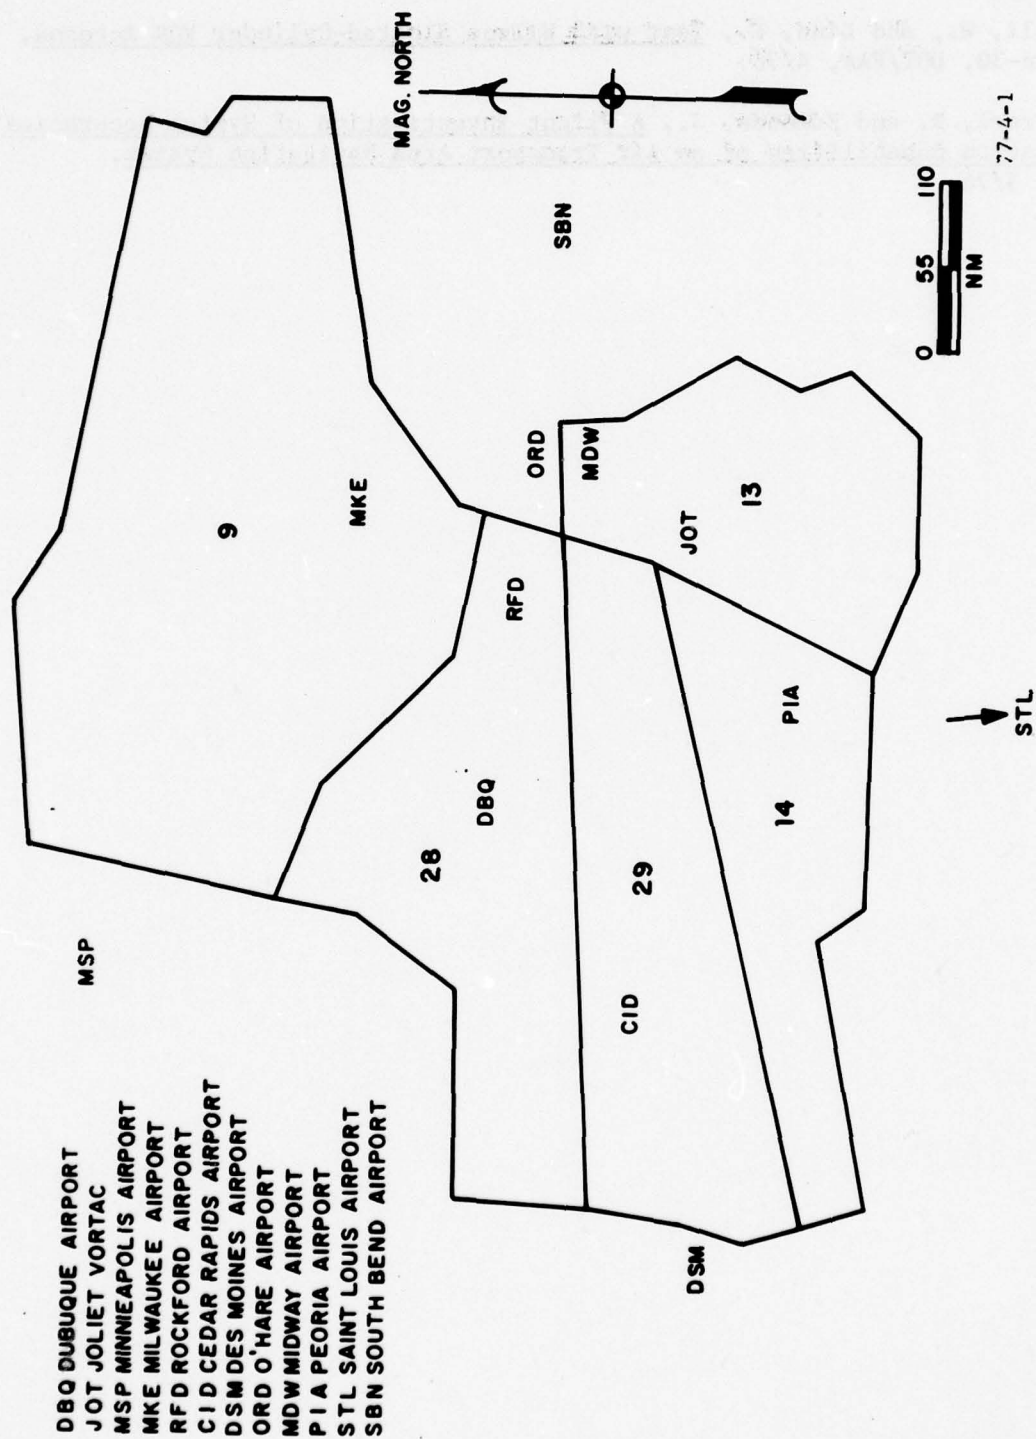 DBQ DUBUQUE AIRPORT
JOT JOLIET VORTAC
MSP MINNIEAPOLIS AIRPORT
MKE MILWAUKEE AIRPORT
RFD ROCKFORD AIRPORT
CID CEDAR RAPIDS AIRPORT
DSM DES MOINES AIRPORT
ORD O'HARE AIRPORT
MDW MIDWAY AIRPORT
PIA PEORIA AIRPORT
STL SAINT LOUIS AIRPORT
SBN SOUTH BEND AIRPORT
MSP
9
MKE
MAG. NORTH
28
DBQ
RFD
ORD
MDW
SBN
CID
29
JOT
13
DSM
14
PIA
STL
0 55 110
NM
77-4-1